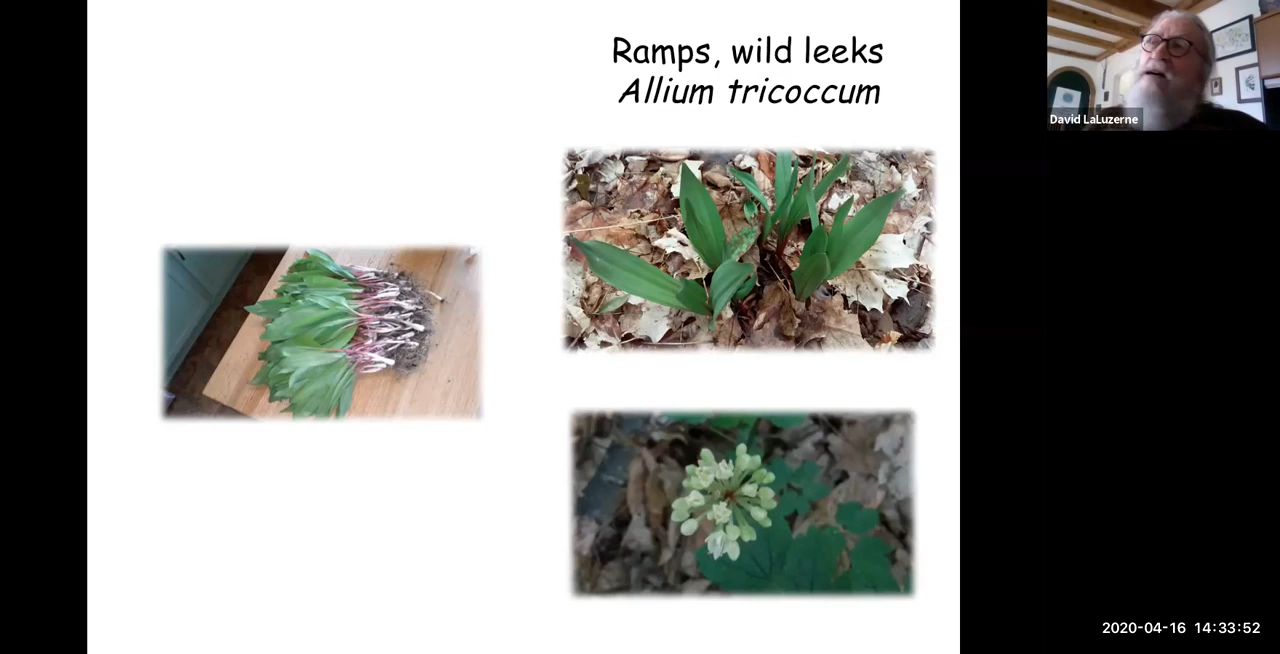 Ramps, wild leeks
Allium tricoccum
David LaLuzerne
2020-04-16 14:33:52